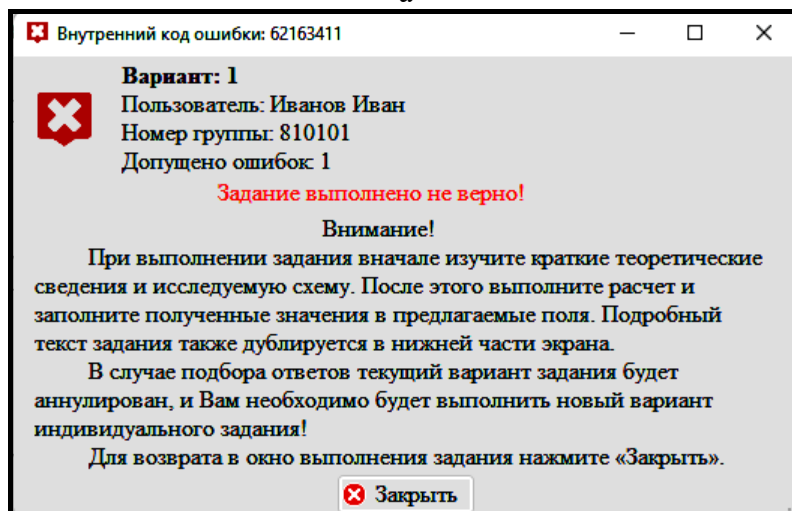 Внутренний код ошибки: 62163411
Вариант: 1
Пользователь: Иванов Иван
Номер группы: 810101
Допущено ошибок: 1
Задание выполнено не верно!
Внимание!
При выполнении задания вначале изучите краткие теоретические
сведения и исследуемую схему. После этого выполните расчет и
заполните полученные значения в предлагаемые поля. Подробный
текст задания также дублируется в нижней части экрана.
В случае подбора ответов текущий вариант задания будет
аннулирован, и Вам необходимо будет выполнить новый вариант
индивидуального задания!
Для возврата в окно выполнения задания нажмите «Закрыть».
Закрыть